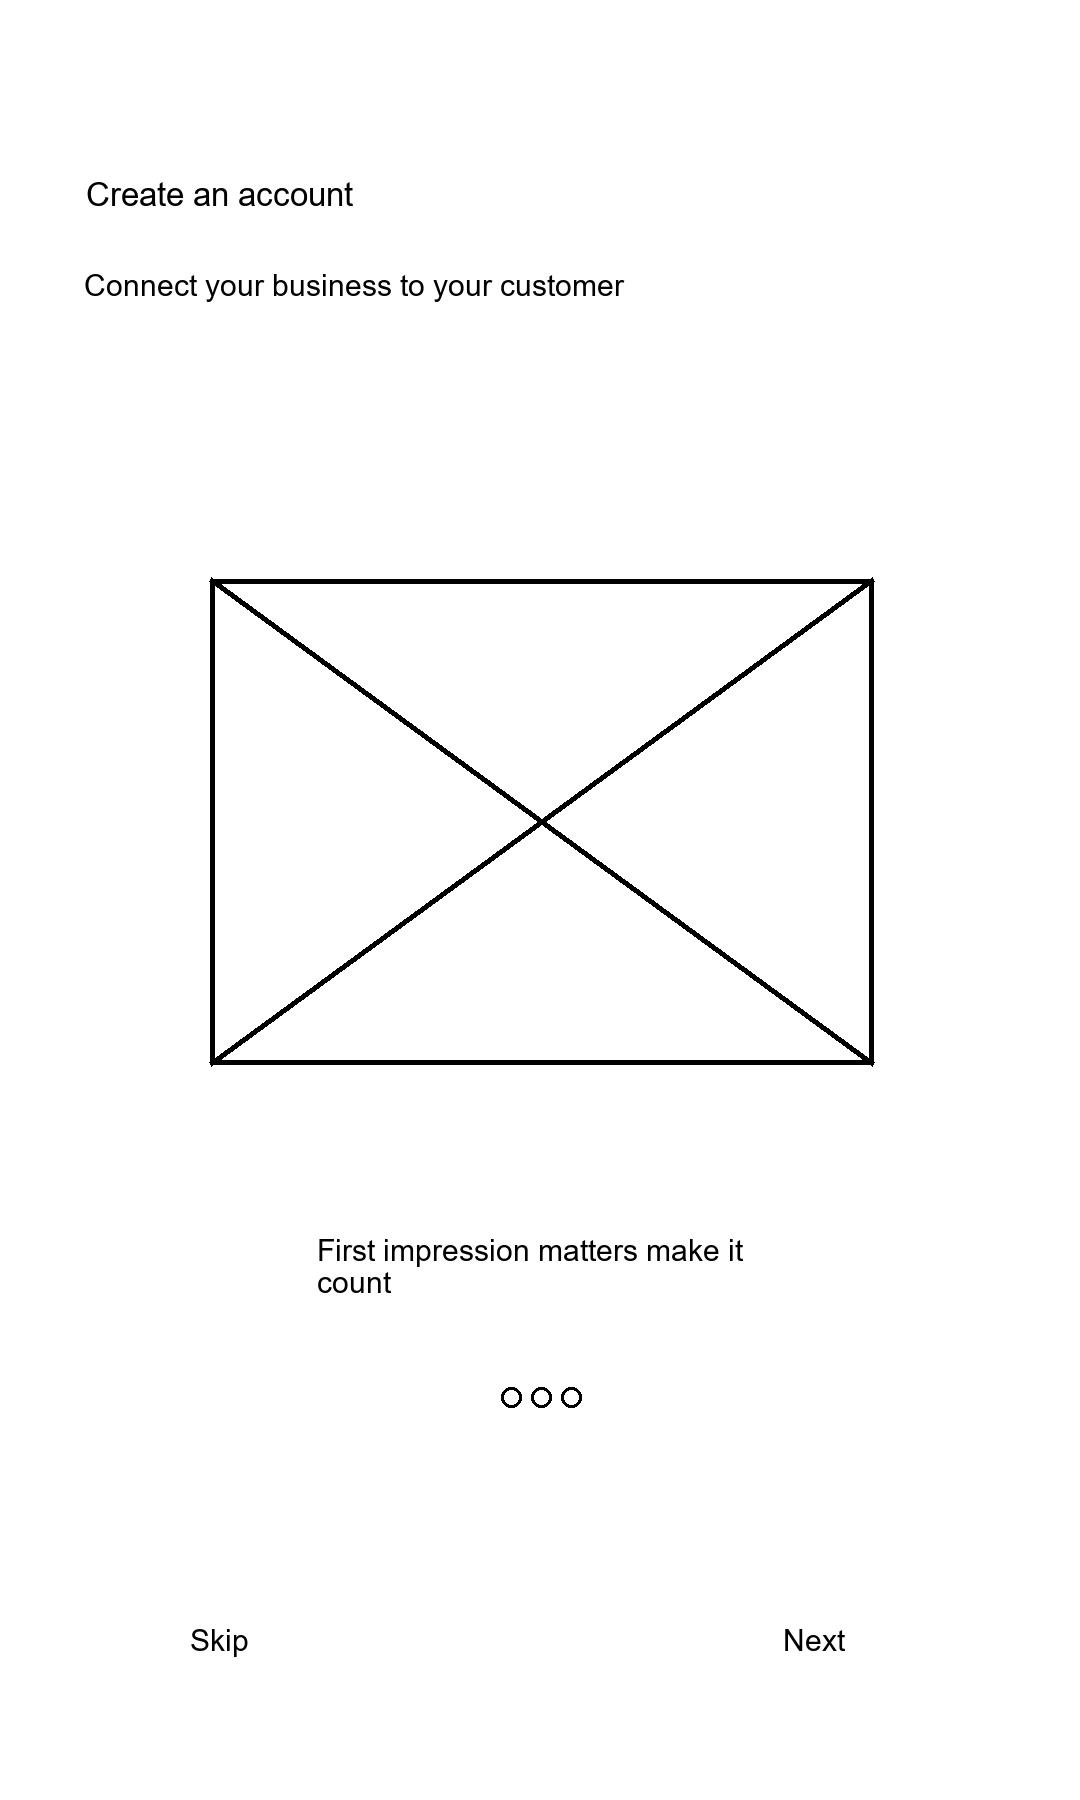 Create an account
Connect your business to your customer
First impression matters make it
count
Skip
Next